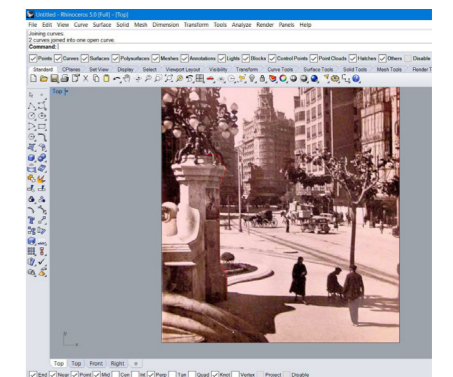 Untitled - Rhinoceros 5.0 (Full) - [Top]
File Edit View Curve Surface Solid Mesh Dimension Transform Tools Analyze Render Panels Help
Joining curves.
2 curves joined into one open curve.
Command:
Points Curves Surfaces Polysurfaces Meshes Annotations Lights Blocks Control Points Point Clouds Hatches Others Disable
Standard CPlanes Set View Display Select Viewport Layout Visibility Transform Curve Tools Surface Tools Solid Tools Mesh Tools Render T
Top
Top Top Front Right
End Near Point Mid Cen Int Perp Tan Quad Knot Vertex Project Disable